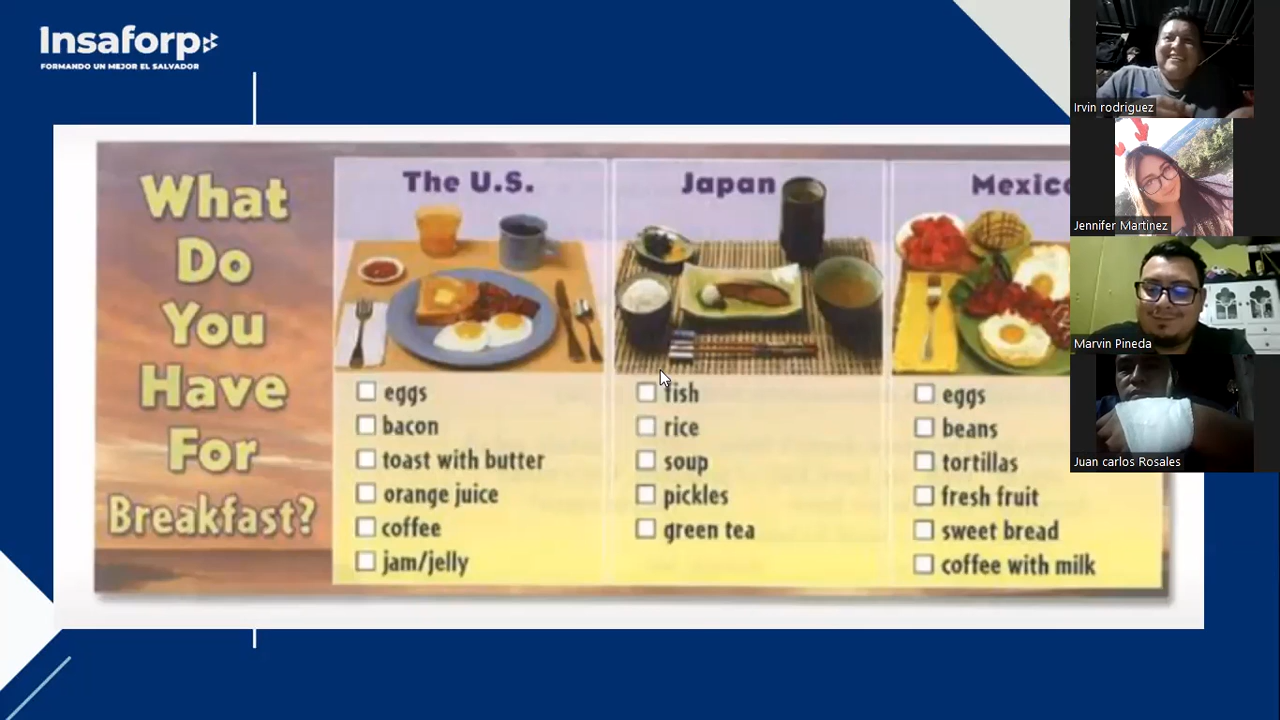 Insaforp
FORMANDO UN MEJOR EL SALVADOR
What
Do
You
Have
For
Breakfast?
The U.S.
eggs
bacon
toast with butter
orange juice
coffee
jam/jelly
Japan
fish
rice
soup
pickles
green tea
Mexico
eggs
beans
tortillas
fresh fruit
sweet bread
coffee with milk
Irvin rodriguez
Jennifer Martinez
Marvin Pineda
Juan carlos Rosales